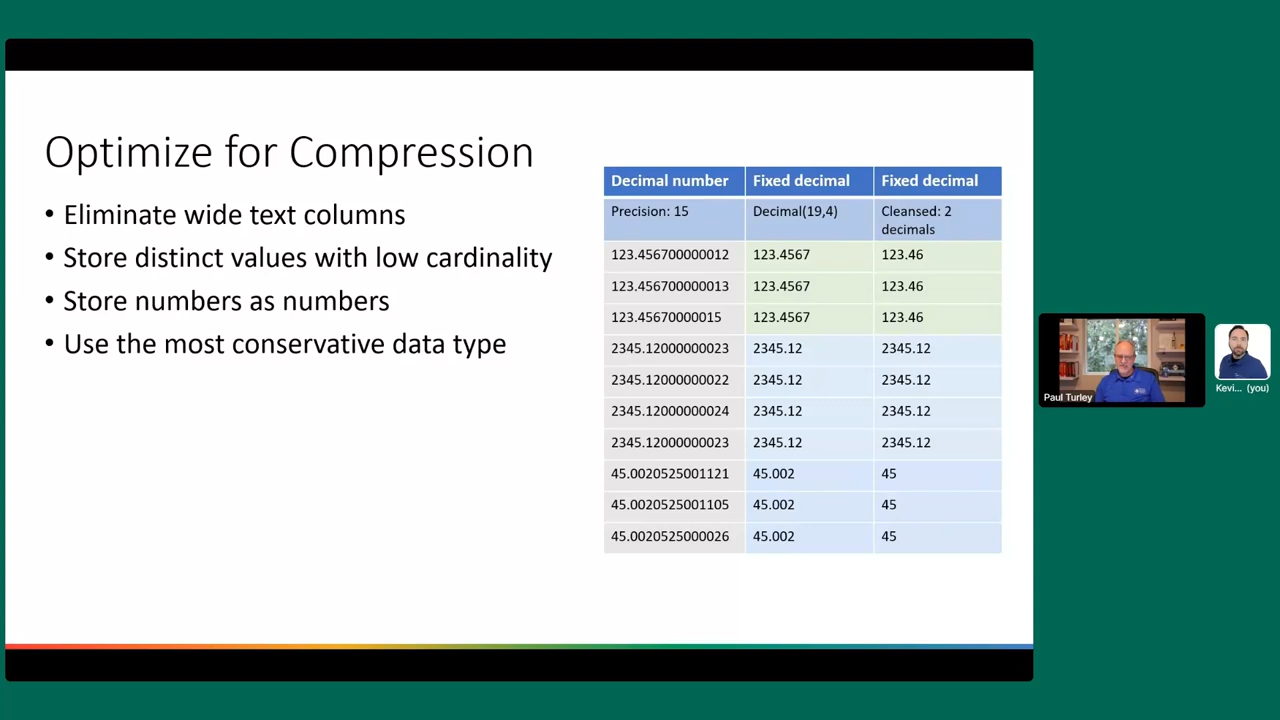 Optimize for Compression
• Eliminate wide text columns
• Store distinct values with low cardinality
• Store numbers as numbers
• Use the most conservative data type
Decimal number Fixed decimal Fixed decimal
Precision: 15 Decimal(19,4) Cleansed: 2
decimals
123.456700000012 123.4567 123.46
123.456700000013 123.4567 123.46
123.45670000015 123.4567 123.46
2345.12000000023 2345.12 2345.12
2345.12000000022 2345.12 2345.12
2345.12000000024 2345.12 2345.12
2345.12000000023 2345.12 2345.12
45.0020525001121 45.002 45
45.0020525001105 45.002 45
45.0020525000026 45.002 45
Paul Turley
Kevi... (you)